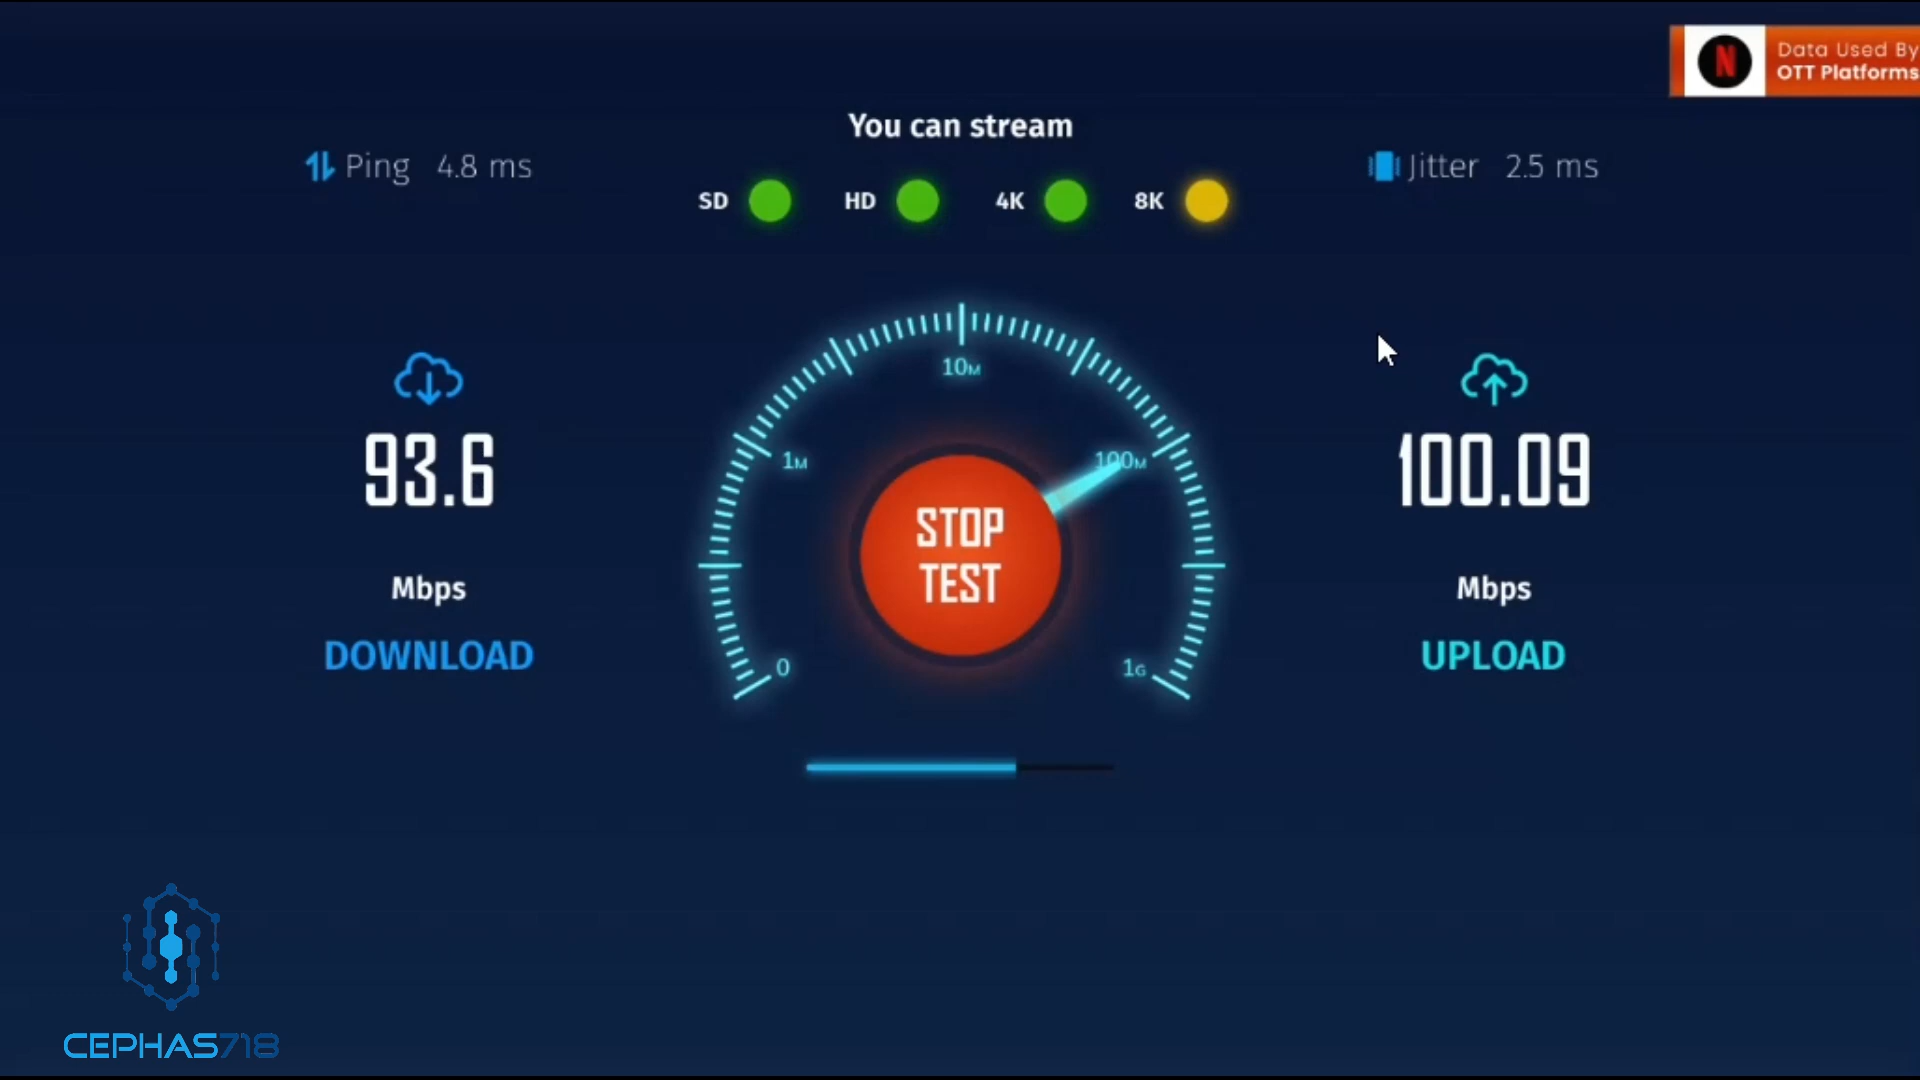 Data Used By
OTT Platforms
You can stream
Ping 4.8 ms
Jitter 2.5 ms
SD HD 4K 8K
10M
1M
100M
93.6
100.09
STOP
TEST
Mbps
Mbps
DOWNLOAD
UPLOAD
0
1G
CEPHAS718